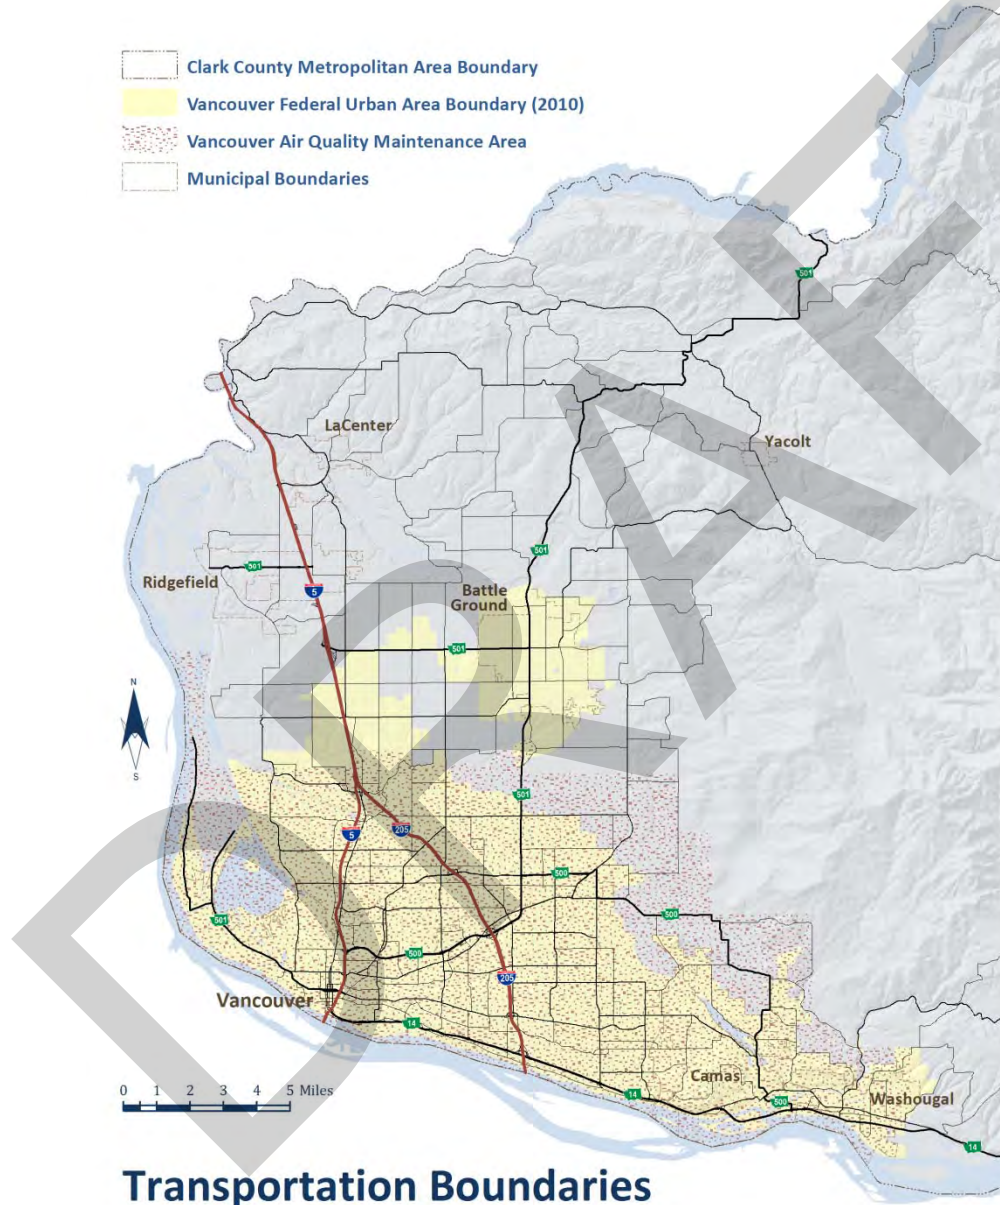 Clark County Metropolitan Area Boundary
Vancouver Federal Urban Area Boundary (2010)
Vancouver Air Quality Maintenance Area
Municipal Boundaries
501
LaCenter
Yacolt
501
501
Ridgefield
5
Battle
Ground
501
N
S
501
5
205
500
500
501
500
205
Vancouver
14
Camas
0 1 2 3 4 5 Miles
14
500
Washougal
14
Transportation Boundaries
DRAFT